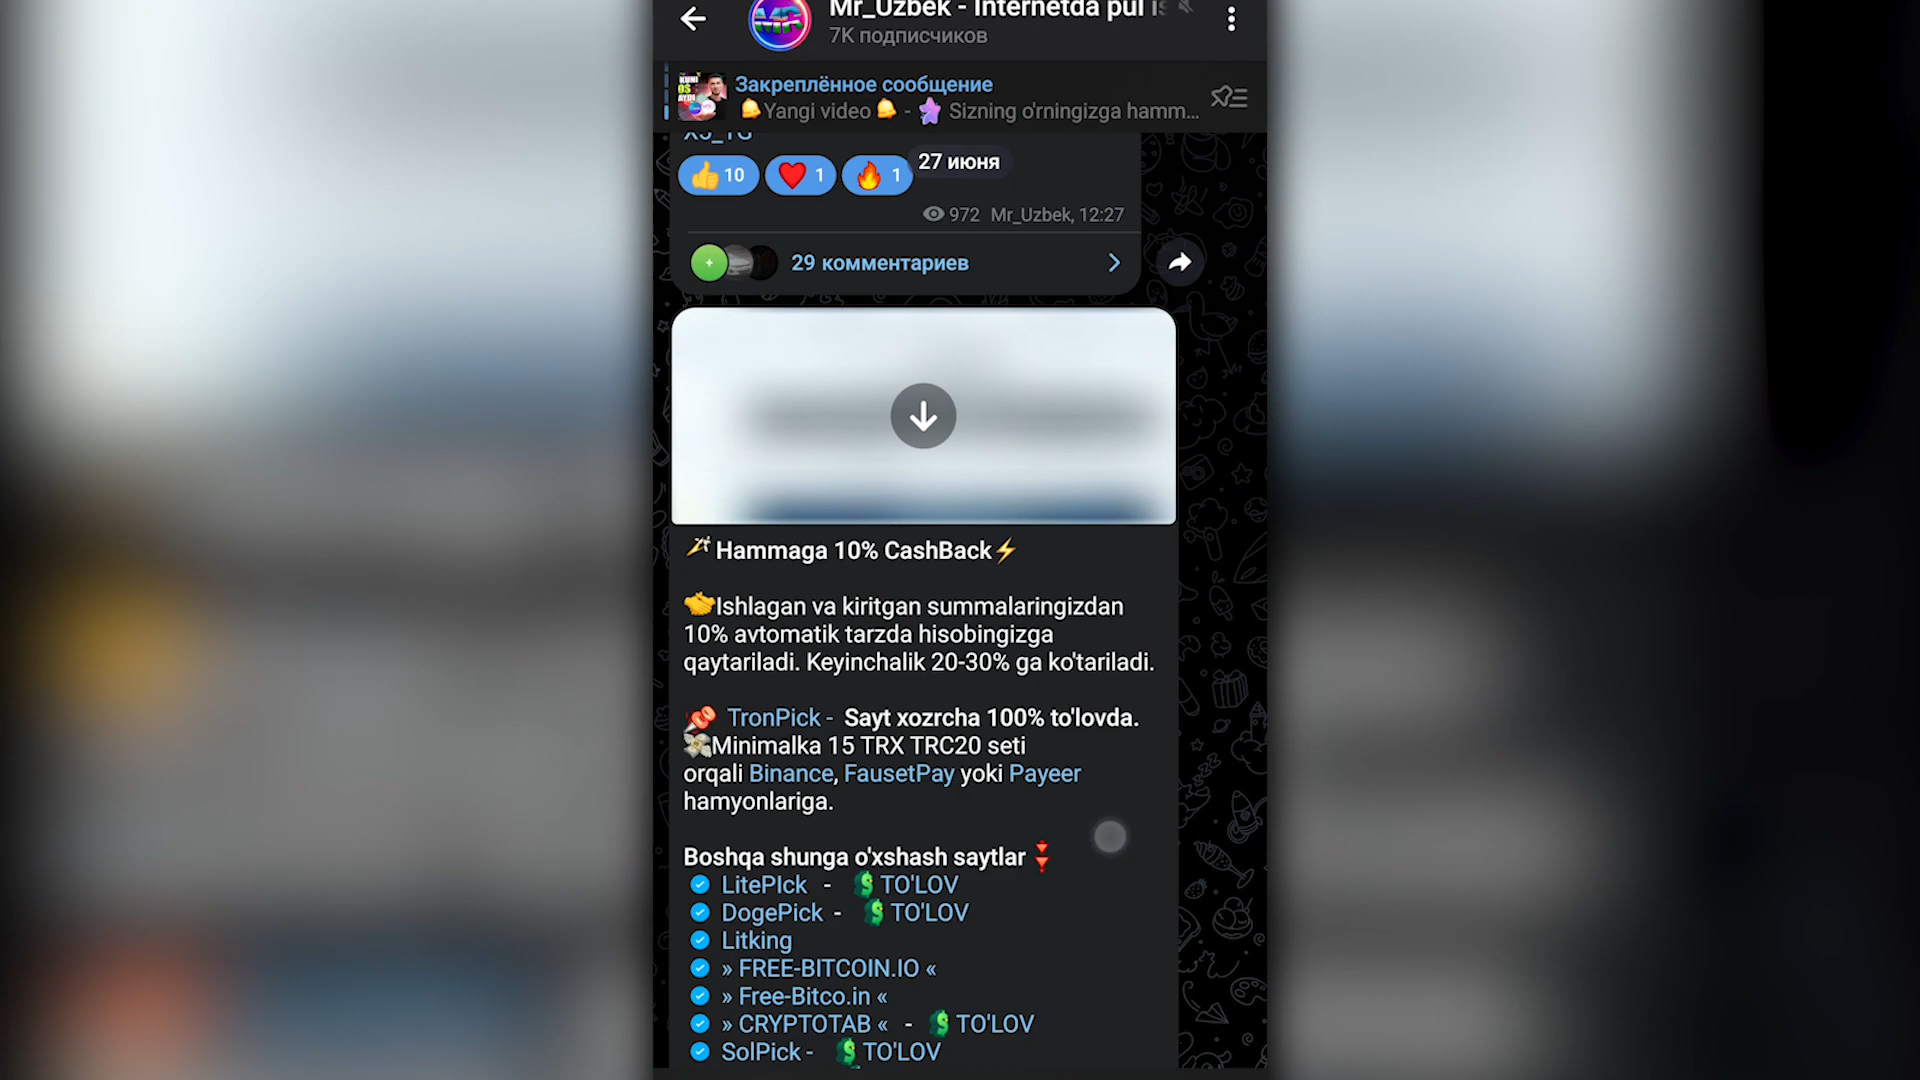 Mr_Uzbek - Internetda pul i
7K подписчиков
Закреплённое сообщение
Yangi video - Sizning o'rningizga hamm...
X5_TG
10 1 1
27 июня
972 Mr_Uzbek, 12:27
29 комментариев
Hammaga 10% CashBack
Ishlagan va kiritgan summalaringizdan
10% avtomatik tarzda hisobingizga
qaytariladi. Keyinchalik 20-30% ga ko'tariladi.
TronPick - Sayt xozrcha 100% to'lovda.
Minimalka 15 TRX TRC20 seti
orqali Binance, FausetPay yoki Payeer
hamyonlariga.
Boshqa shunga o'xshash saytlar
LitePIck - TO'LOV
DogePick - TO'LOV
Litking
» FREE-BITCOIN.IO «
» Free-Bitco.in «
» CRYPTOTAB « - TO'LOV
SolPick - TO'LOV